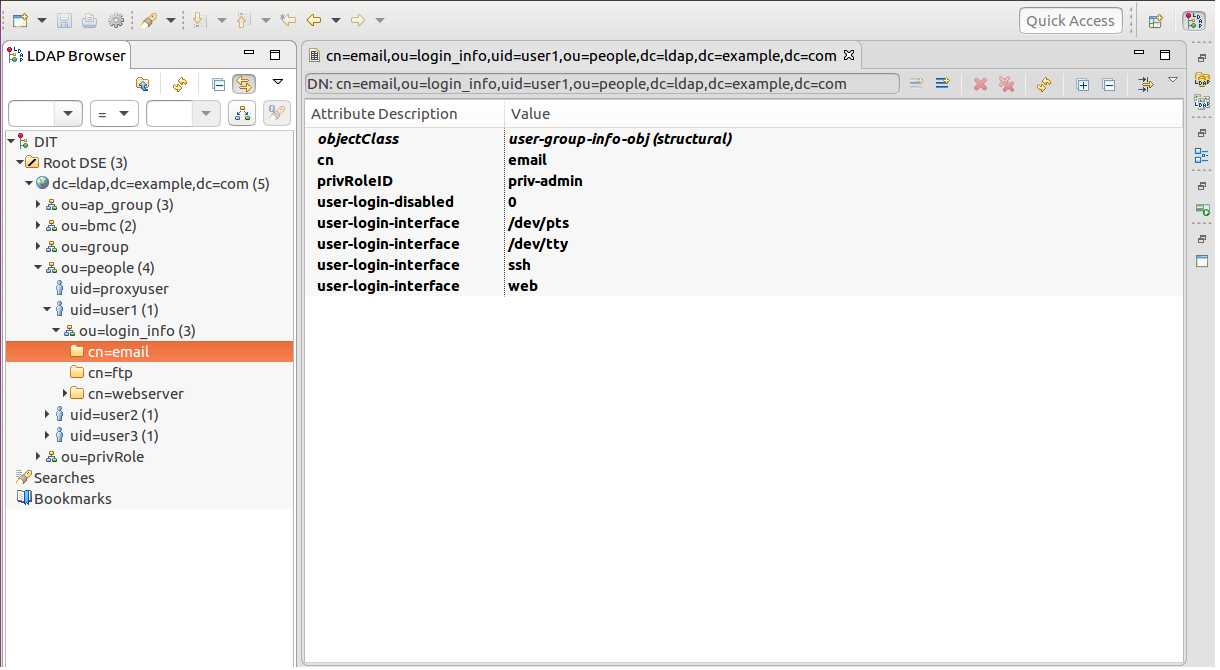 Quick Access
LDAP Browser
cn=email,ou=login_info,uid=user1,ou=people,dc=ldap,dc=example,dc=com
DN: cn=email,ou=login_info,uid=user1,ou=people,dc=ldap,dc=example,dc=com
=
Attribute Description Value
objectClass user-group-info-obj (structural)
cn email
privRoleID priv-admin
user-login-disabled 0
user-login-interface /dev/pts
user-login-interface /dev/tty
user-login-interface ssh
user-login-interface web
DIT
Root DSE (3)
dc=ldap,dc=example,dc=com (5)
ou=ap_group (3)
ou=bmc (2)
ou=group
ou=people (4)
uid=proxyuser
uid=user1 (1)
ou=login_info (3)
cn=email
cn=ftp
cn=webserver
uid=user2 (1)
uid=user3 (1)
ou=privRole
Searches
Bookmarks
LDAP
LDAP